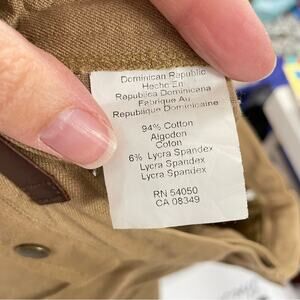 Dominican Republic
Hecho En
Republica Dominicana
Fabrique Au
Republique Dominicaine
94% Cotton
Algodon
Coton
6% Lycra Spandex
Lycra Spandex
Lycra Spandex
RN 54050
CA 08349